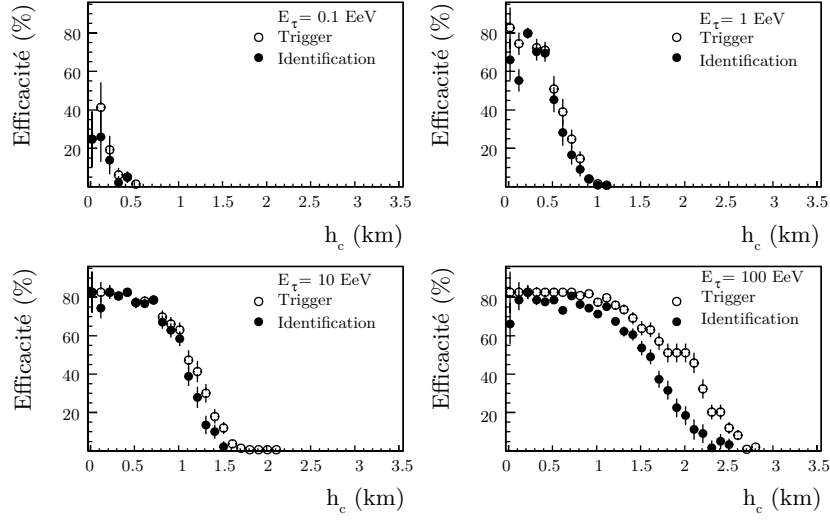 Efficacité (%)
80
60
40
20
E_τ = 0.1 EeV
Trigger
Identification
0 0.5 1 1.5 2 2.5 3 3.5
h_c (km)
Efficacité (%)
80
60
40
20
E_τ = 1 EeV
Trigger
Identification
0 0.5 1 1.5 2 2.5 3 3.5
h_c (km)
Efficacité (%)
80
60
40
20
E_τ = 10 EeV
Trigger
Identification
0 0.5 1 1.5 2 2.5 3 3.5
h_c (km)
Efficacité (%)
80
60
40
20
E_τ = 100 EeV
Trigger
Identification
0 0.5 1 1.5 2 2.5 3 3.5
h_c (km)